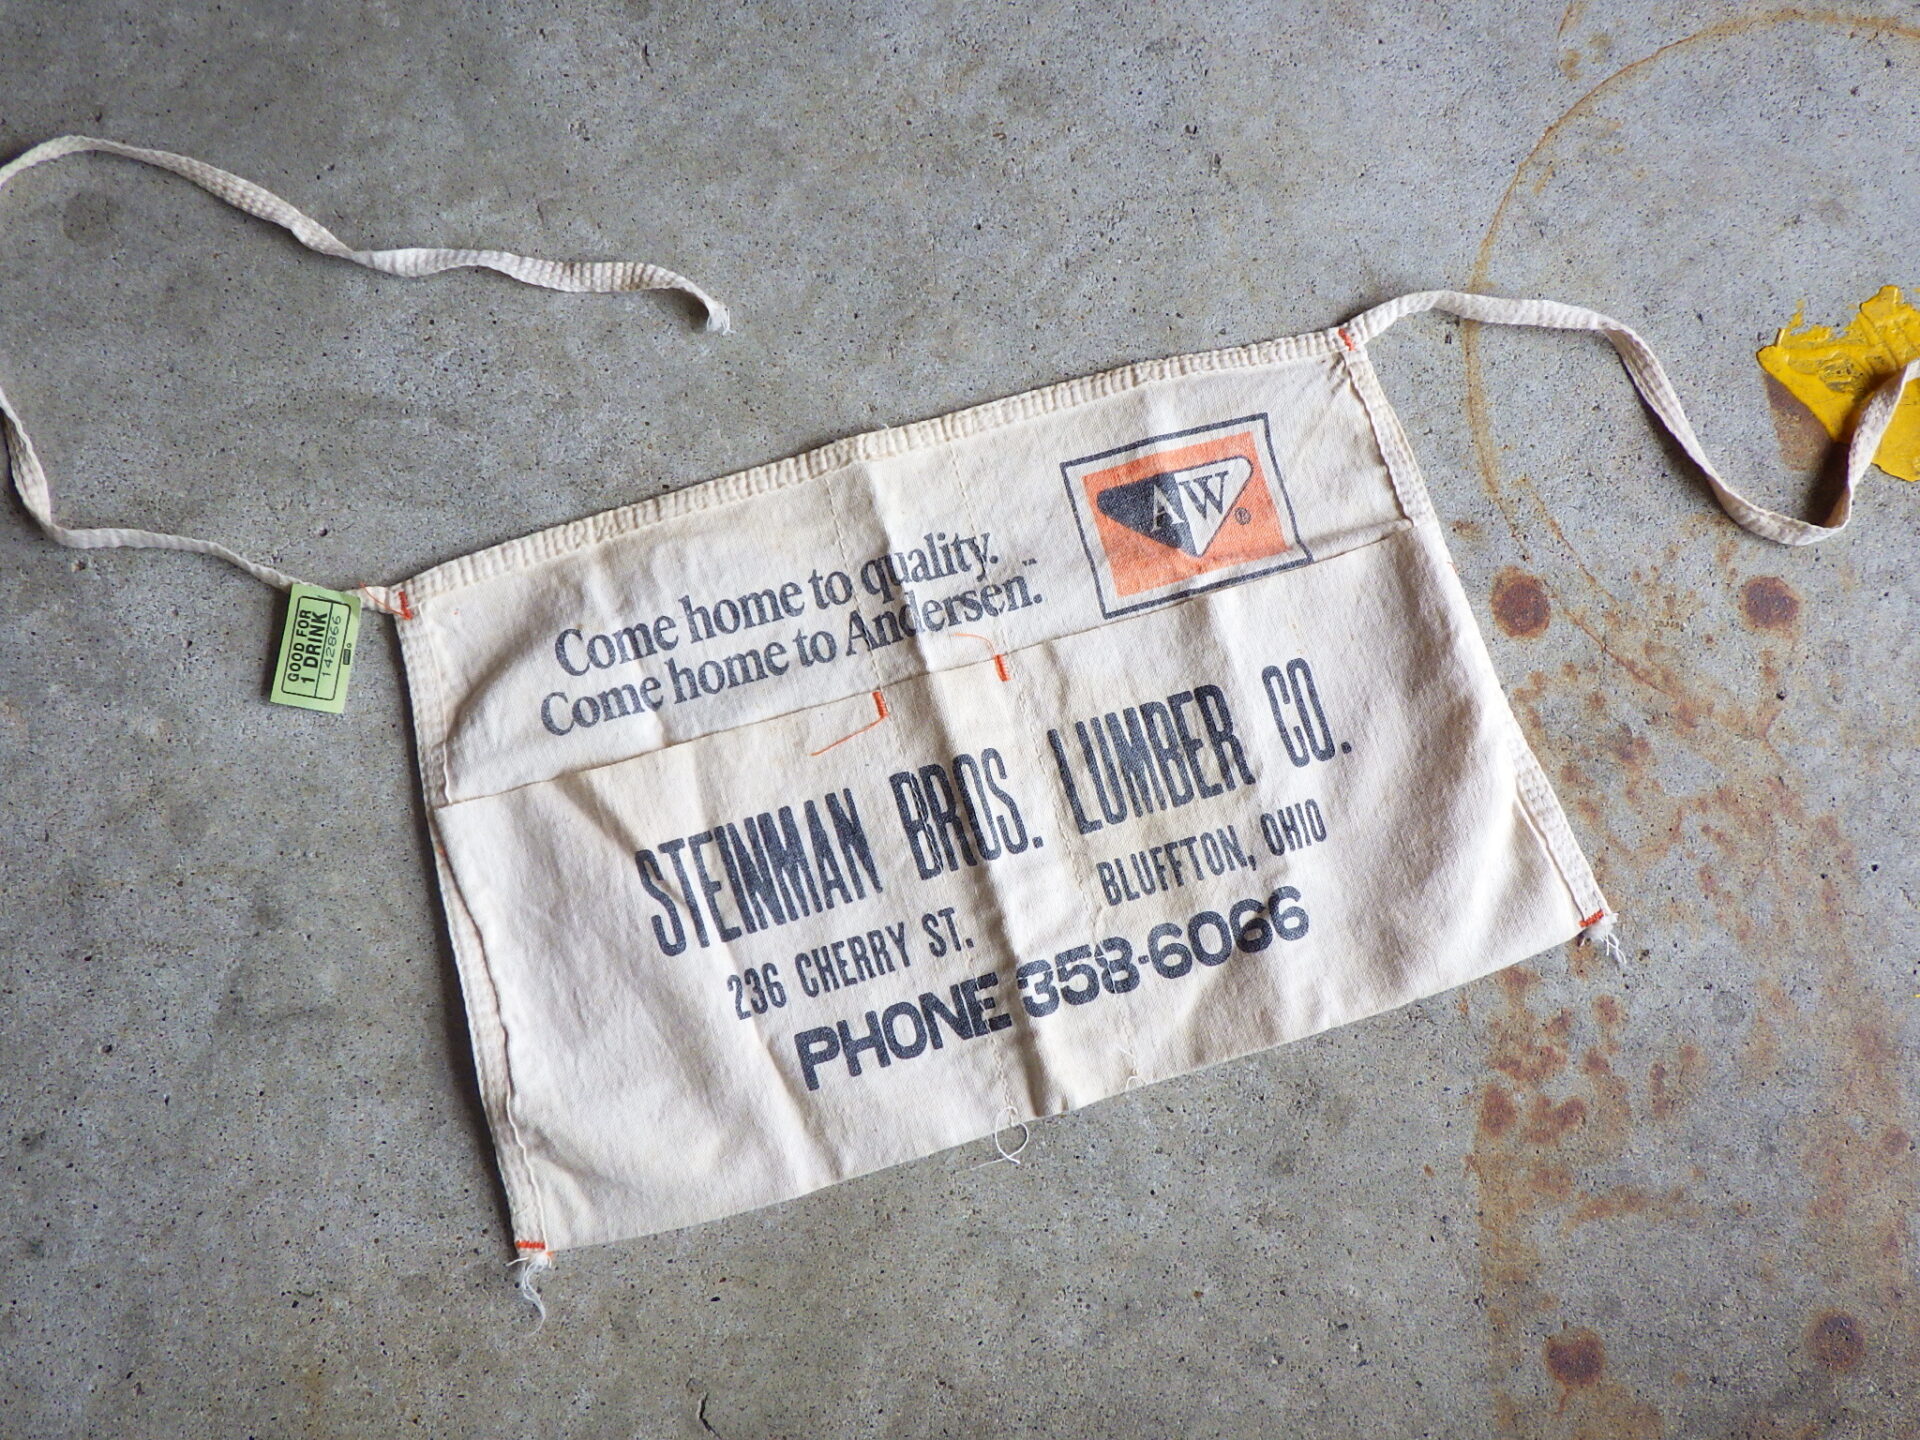 Come home to quality.
Come home to Andersen.
AW
®
STEINMAN BROS. LUMBER CO.
236 CHERRY ST. BLUFFTON, OHIO
PHONE 358-6066
GOOD FOR
1 DRINK
142866